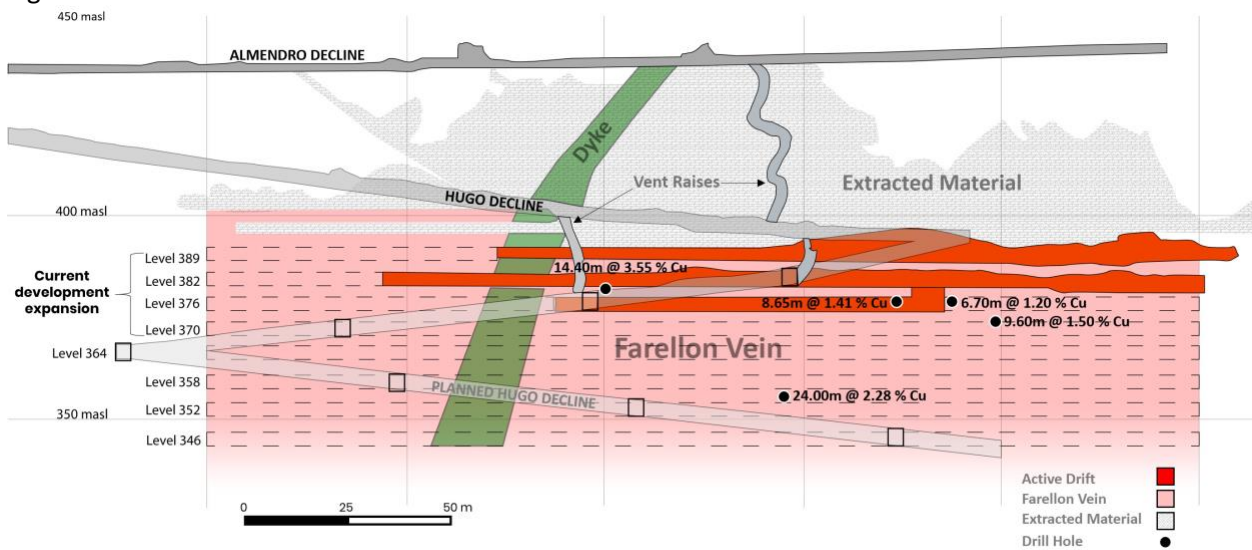 450 masl
ALMENDRO DECLINE
Dyke
Vent Raises
Extracted Material
HUGO DECLINE
400 masl
Level 389
14.40m @ 3.55 % Cu
Current
development
expansion
Level 382
Level 376
8.65m @ 1.41 % Cu
6.70m @ 1.20 % Cu
9.60m @ 1.50 % Cu
Level 370
Farellon Vein
Level 364
Level 358
PLANNED HUGO DECLINE
24.00m @ 2.28 % Cu
Level 352
350 masl
Level 346
Active Drift
Farellon Vein
Extracted Material
Drill Hole
0 25 50 m